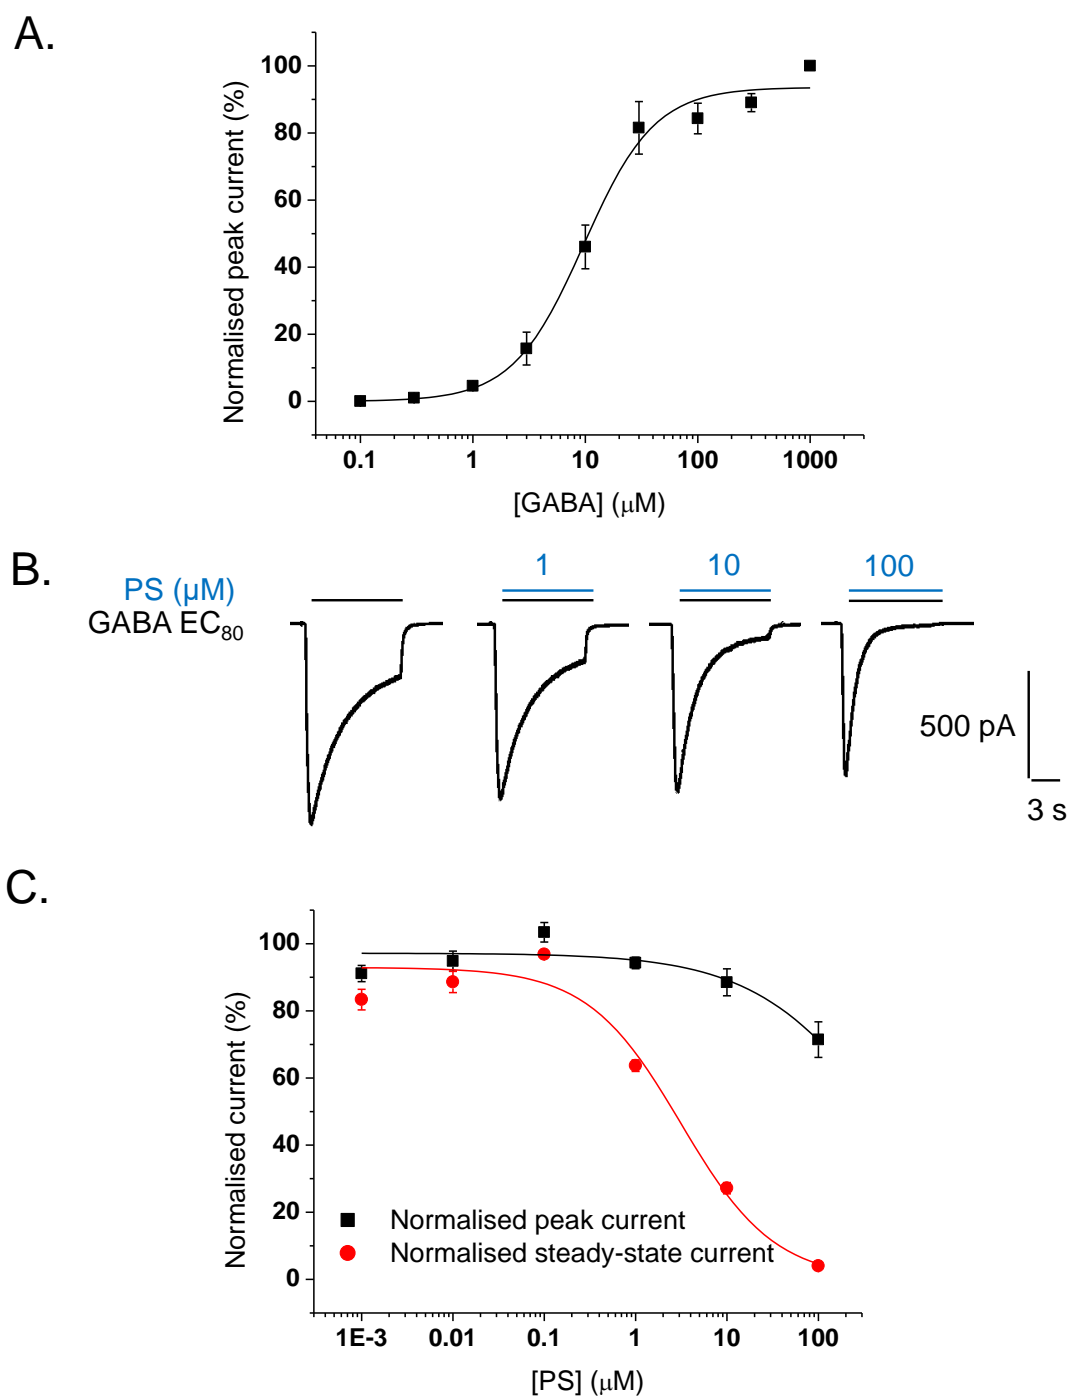 A.
Normalised peak current (%)
100
80
60
40
20
0
0.1 1 10 100 1000
[GABA] (μM)
B.
PS (μM) 1 10 100
GABA EC₈₀
500 pA
3 s
C.
Normalised current (%)
100
80
60
40
20
0
Normalised peak current
Normalised steady-state current
1E-3 0.01 0.1 1 10 100
[PS] (μM)